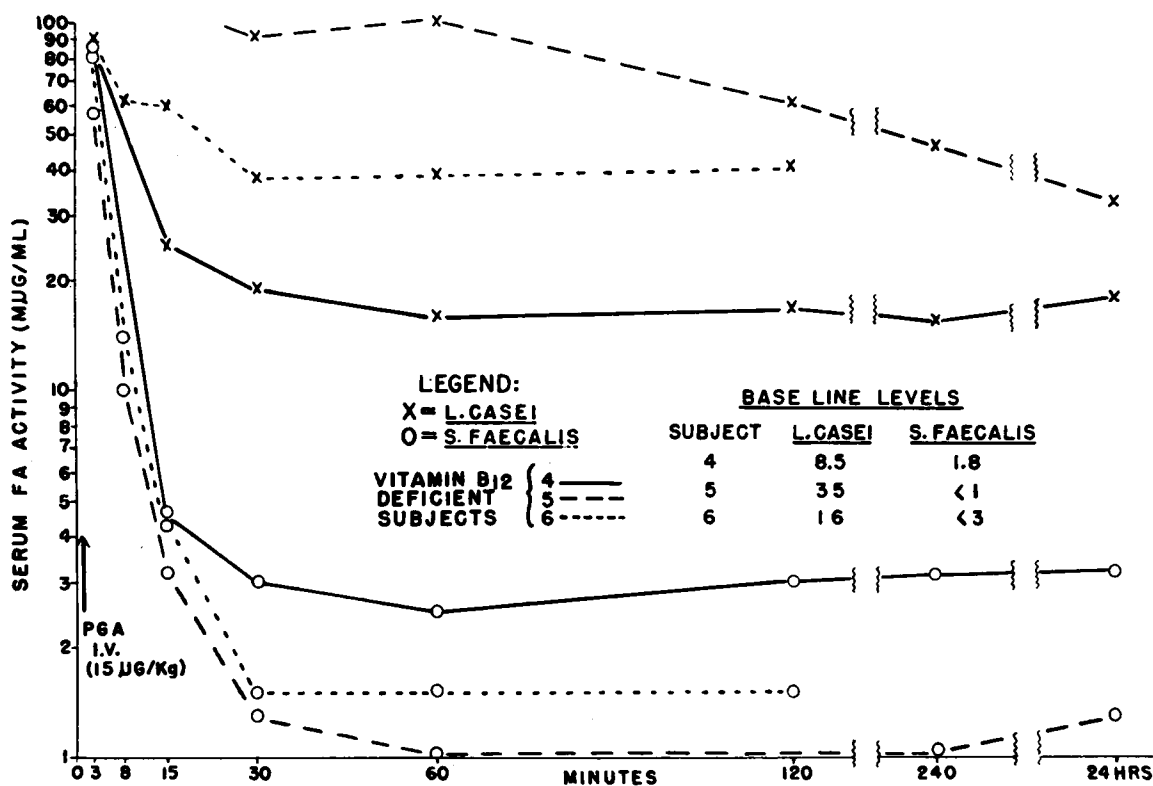 SERUM FA ACTIVITY (MµG/ML)
100
90
80
70
60
50
40
30
20
10
9
8
7
6
5
4
3
2
1
PGA
I.V.
(15 µG/Kg)
LEGEND:
X = L. CASEI
O = S. FAECALIS
VITAMIN B12 DEFICIENT SUBJECTS
4
5
6
BASE LINE LEVELS
SUBJECT L. CASEI S. FAECALIS
4 8.5 1.8
5 35 <1
6 16 <3
0 3 8 15 30 60 120 240 24 HRS
MINUTES